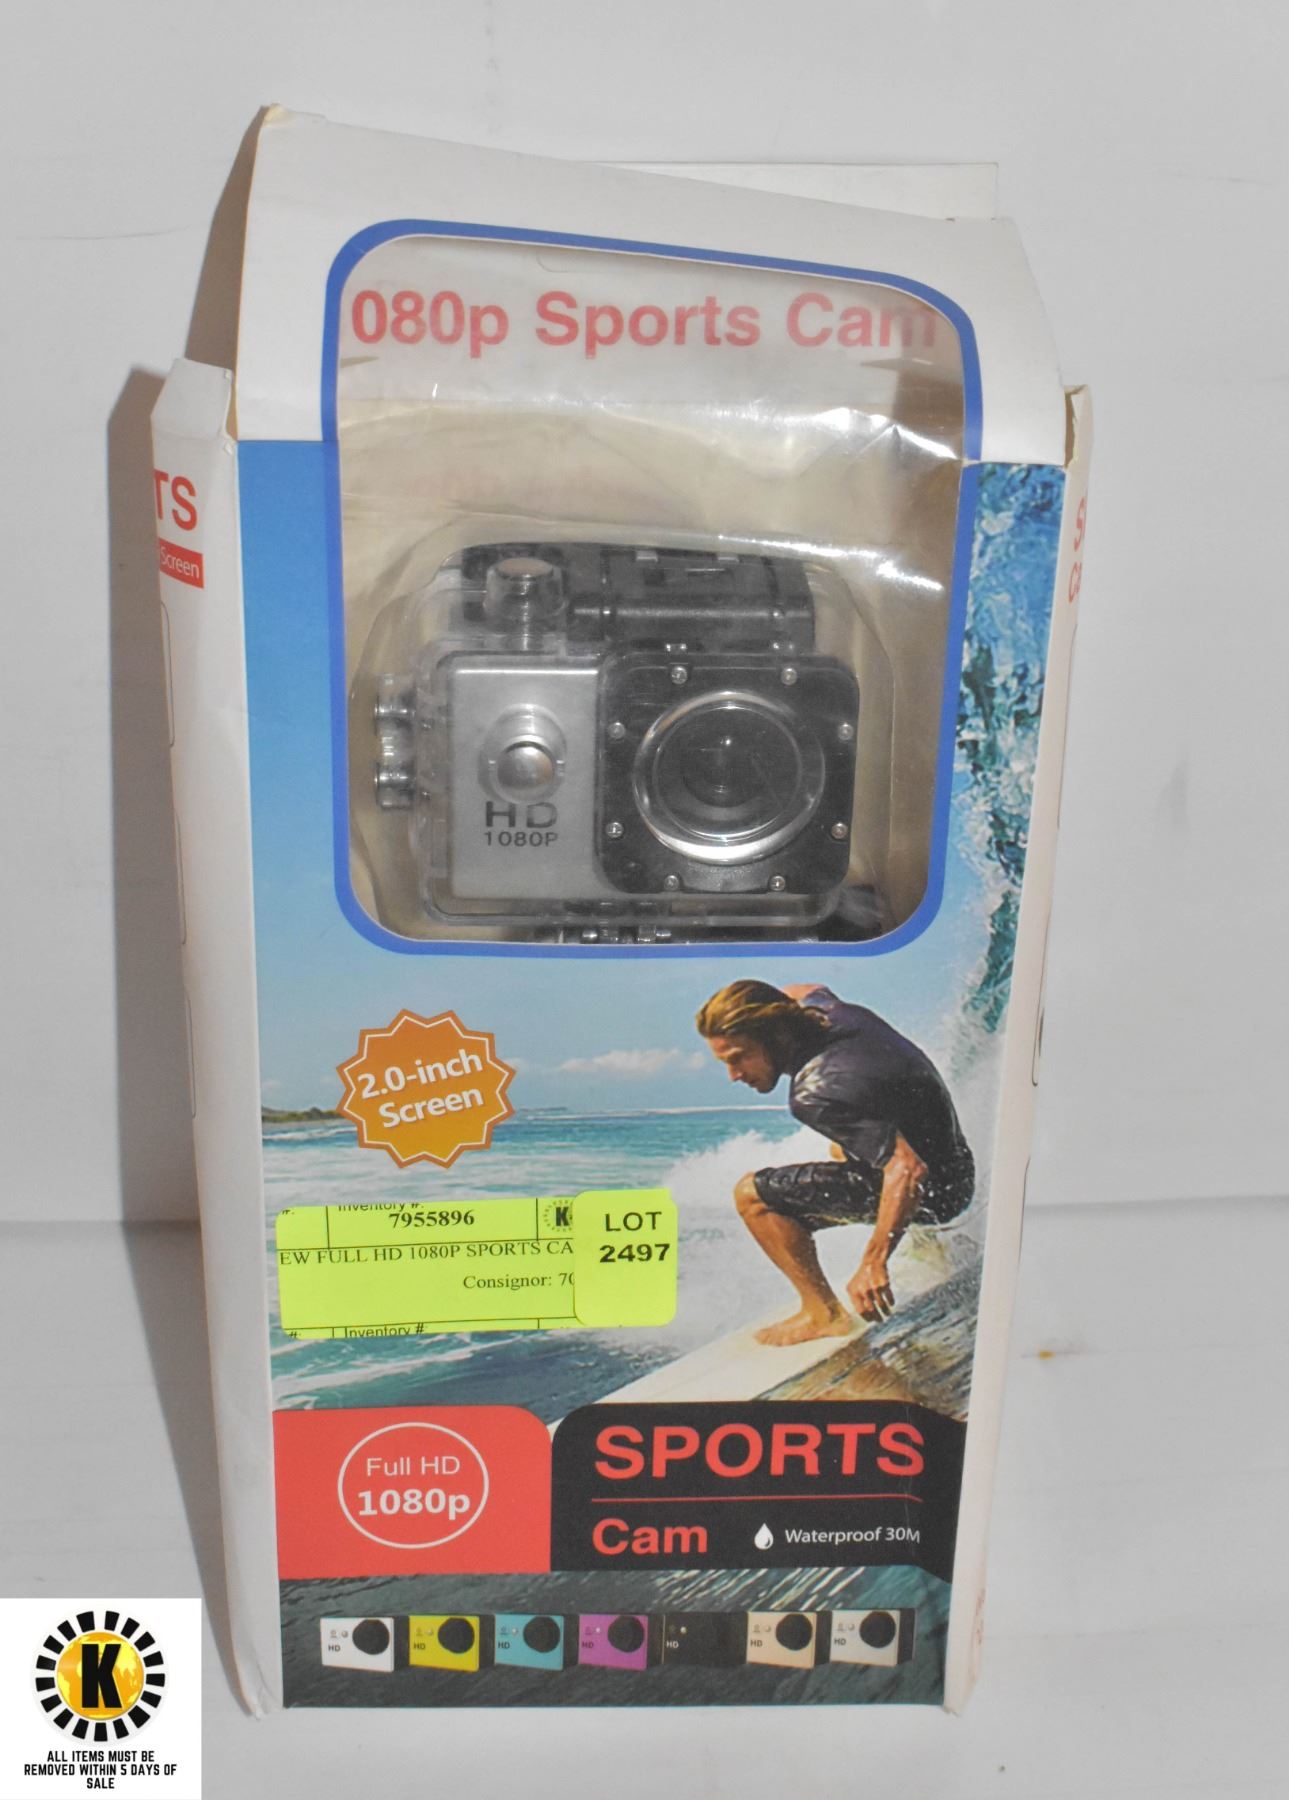 080p Sports Cam
TS
Screen
HD
1080P
2.0-inch
Screen
Inventory #:
7955896
K
LOT
2497
EW FULL HD 1080P SPORTS CA
Consignor: 70
#: Inventory #:
Full HD
1080p
SPORTS
Cam
Waterproof 30M
HD
HD
HD
HD
HD
HD
HD
K
ALL ITEMS MUST BE
REMOVED WITHIN 5 DAYS OF
SALE